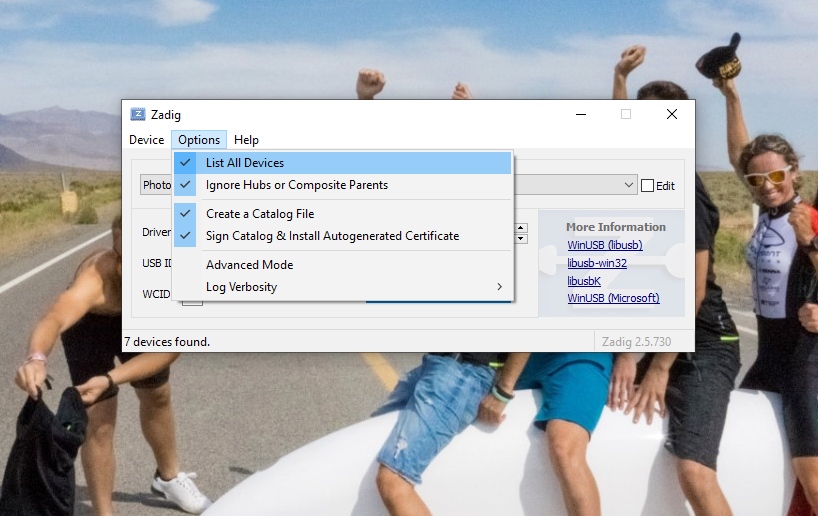 Zadig
Device Options Help
List All Devices
Ignore Hubs or Composite Parents
Create a Catalog File
Sign Catalog & Install Autogenerated Certificate
Advanced Mode
Log Verbosity
Photo
Edit
Driver
USB ID
WCID
More Information
WinUSB (libusb)
libusb-win32
libusbK
WinUSB (Microsoft)
7 devices found.
Zadig 2.5.730